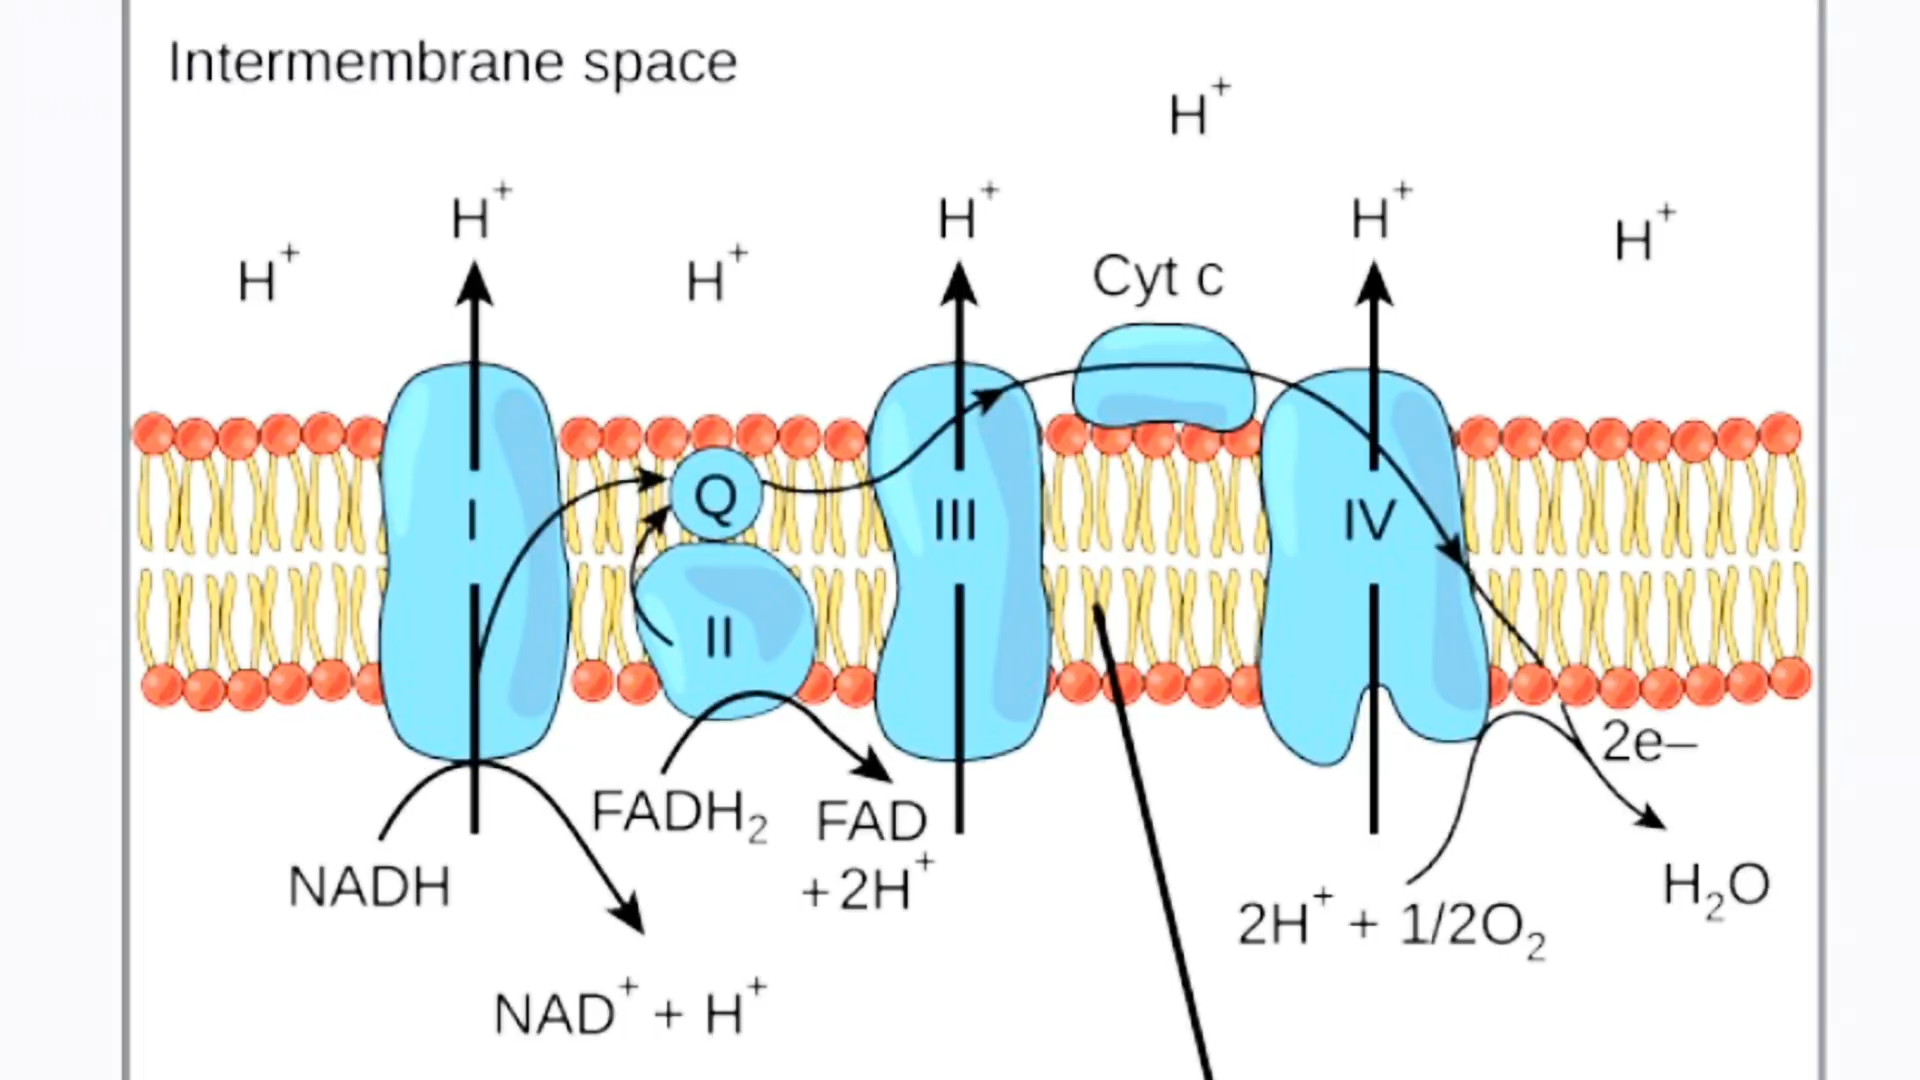 Intermembrane space
H+
H+
H+
H+
H+
H+
H+
Cyt c
I
Q
II
III
IV
2e–
NADH
NAD+ + H+
FADH2
FAD
+2H+
2H+ + 1/2O2
H2O